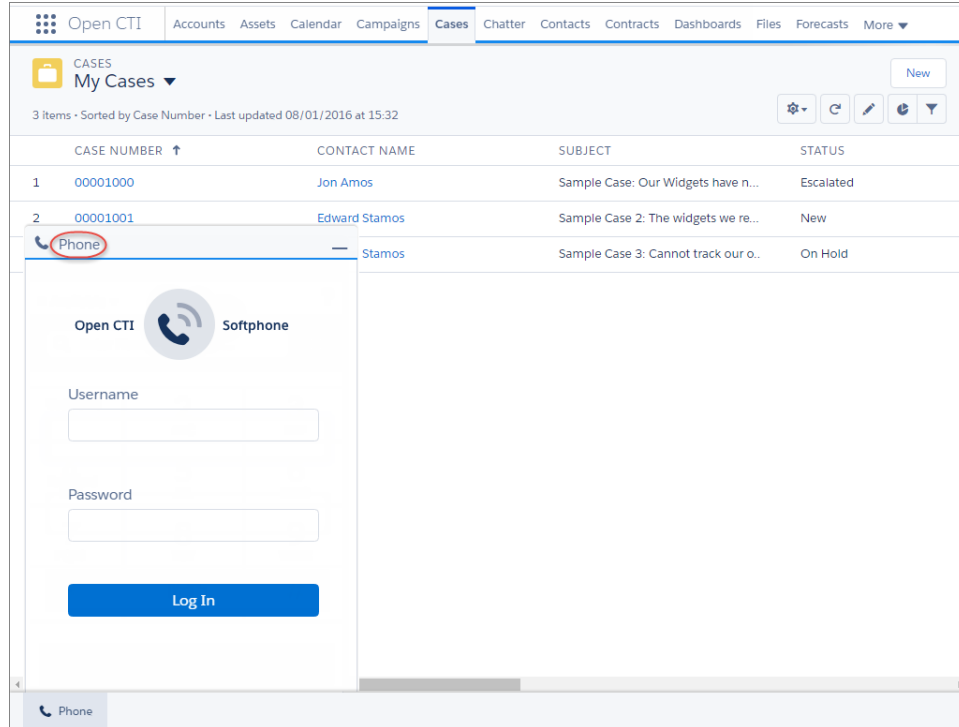 Open CTI Accounts Assets Calendar Campaigns Cases Chatter Contacts Contracts Dashboards Files Forecasts More
CASES
My Cases
New
3 items • Sorted by Case Number • Last updated 08/01/2016 at 15:32
CASE NUMBER CONTACT NAME SUBJECT STATUS
1 00001000 Jon Amos Sample Case: Our Widgets have n... Escalated
2 00001001 Edward Stamos Sample Case 2: The widgets we re... New
Stamos Sample Case 3: Cannot track our o.. On Hold
Phone
Open CTI Softphone
Username
Password
Log In
Phone